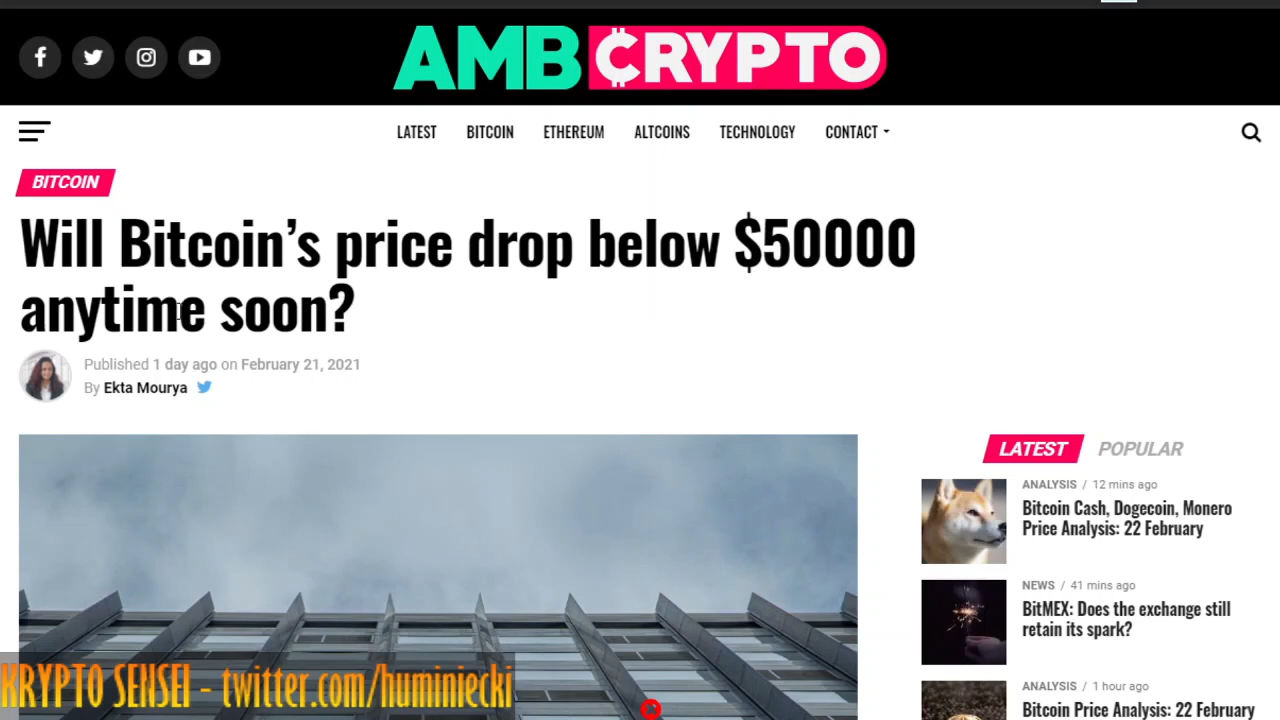 AMBCRYPTO
LATEST
BITCOIN
ETHEREUM
ALTCOINS
TECHNOLOGY
CONTACT
BITCOIN
Will Bitcoin’s price drop below $50000
anytime soon?
Published 1 day ago on February 21, 2021
By Ekta Mourya
LATEST
POPULAR
ANALYSIS / 12 mins ago
Bitcoin Cash, Dogecoin, Monero
Price Analysis: 22 February
NEWS / 41 mins ago
BitMEX: Does the exchange still
retain its spark?
ANALYSIS / 1 hour ago
Bitcoin Price Analysis: 22 February
KRYPTO SENSEI - twitter.com/huminiecki